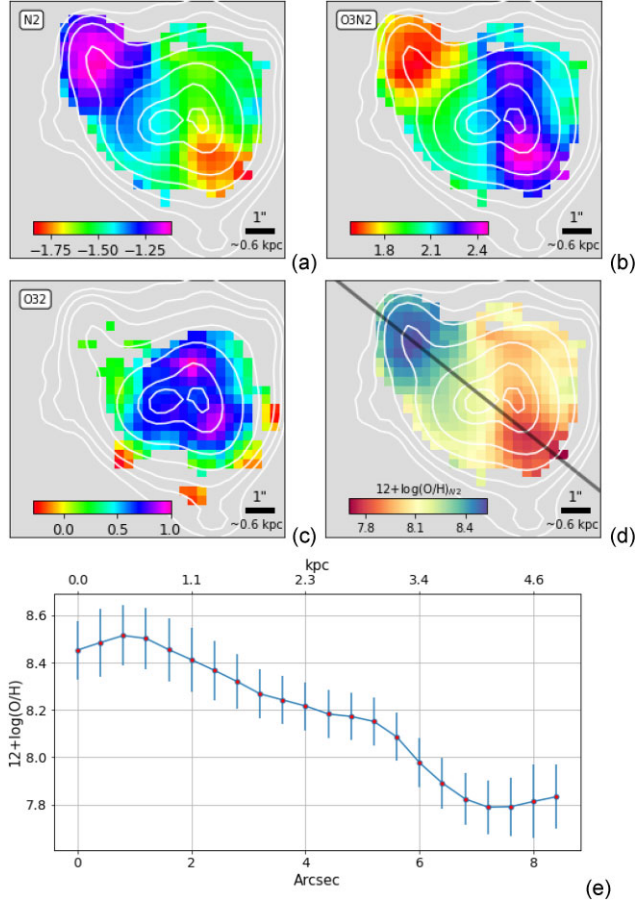 N2
1"
~0.6 kpc
−1.75 −1.50 −1.25
(a)
O3N2
1"
~0.6 kpc
1.8 2.1 2.4
(b)
O32
1"
~0.6 kpc
0.0 0.5 1.0
(c)
12+log(O/H)N2
1"
~0.6 kpc
7.8 8.1 8.4
(d)
kpc
0.0 1.1 2.3 3.4 4.6
8.6
8.4
8.2
8.0
7.8
12+log(O/H)
0 2 4 6 8
Arcsec
(e)